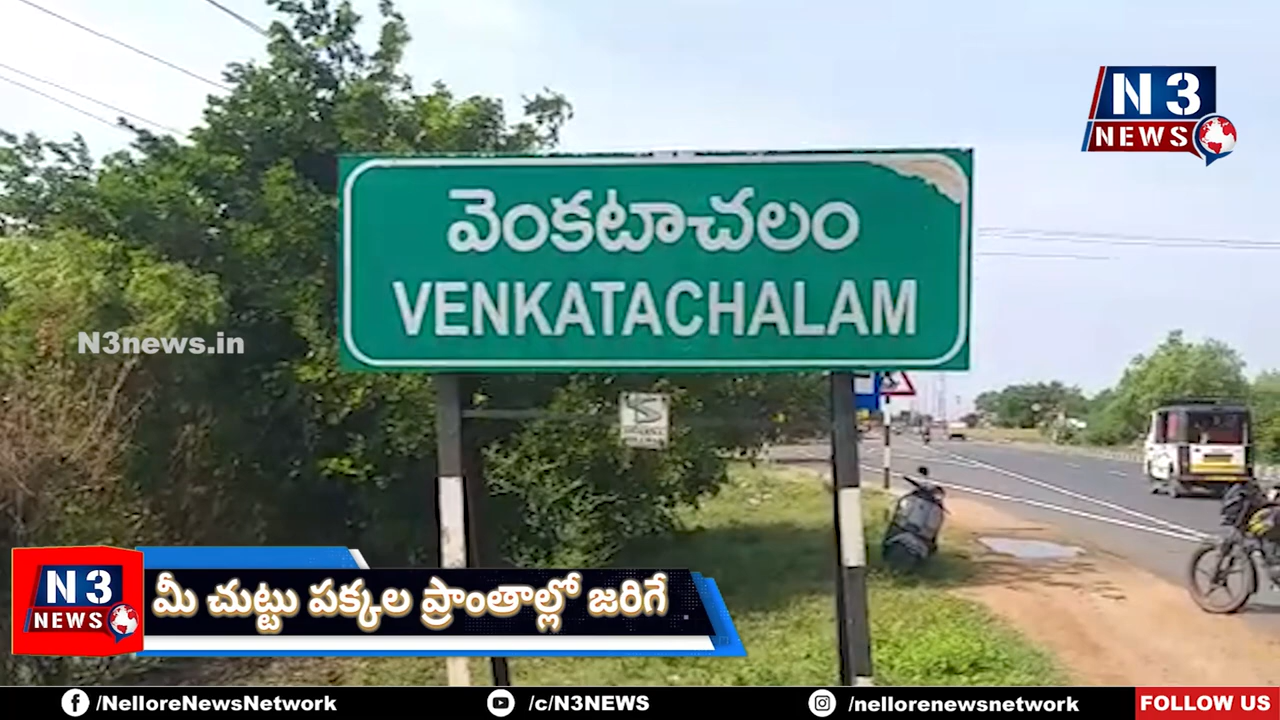 N3
NEWS
వెంకటాచలం
VENKATACHALAM
N3news.in
N3
NEWS
మీ చుట్టు పక్కల ప్రాంతాల్లో జరిగే
/NelloreNewsNetwork
/c/N3NEWS
/nellorenewsnetwork
FOLLOW US